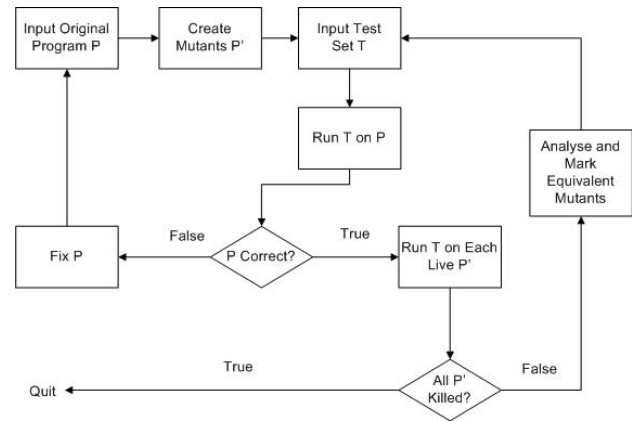 Input Original
Program P
Create
Mutants P'
Input Test
Set T
Run T on P
Analyse and
Mark
Equivalent
Mutants
False
True
Fix P
P Correct?
Run T on Each
Live P'
True
False
Quit
All P'
Killed?